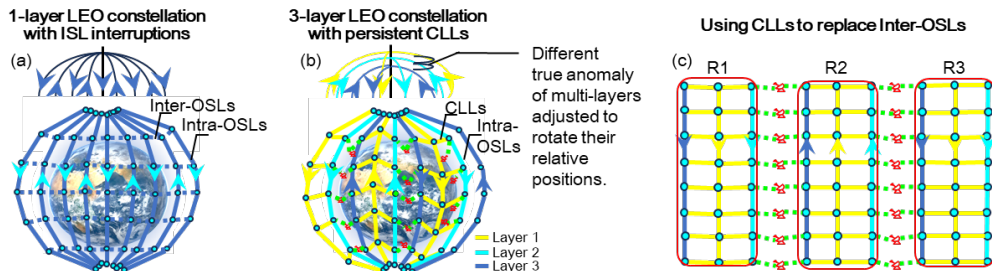 1-layer LEO constellation
with ISL interruptions
(a)
Inter-OSLs
Intra-OSLs
3-layer LEO constellation
with persistent CLLs
(b)
CLLs
Intra-
OSLs
Layer 1
Layer 2
Layer 3
Different
true anomaly
of multi-layers
adjusted to
rotate their
relative
positions.
Using CLLs to replace Inter-OSLs
(c)
R1
R2
R3